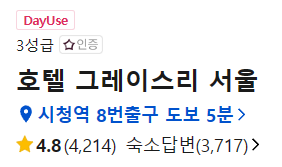 DayUse
3성급 인증
호텔 그레이스리 서울
시청역 8번출구 도보 5분
4.8(4,214) 숙소답변(3,717)